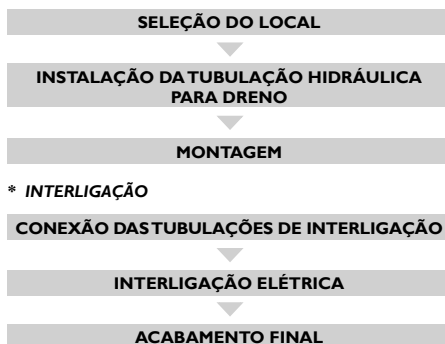 SELEÇÃO DO LOCAL
INSTALAÇÃO DA TUBULAÇÃO HIDRÁULICA
PARA DRENO
MONTAGEM
* INTERLIGAÇÃO
CONEXÃO DAS TUBULAÇÕES DE INTERLIGAÇÃO
INTERLIGAÇÃO ELÉTRICA
ACABAMENTO FINAL